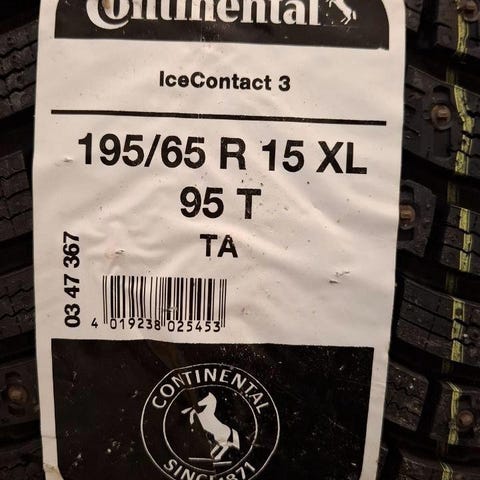 Continental
IceContact 3
195/65 R 15 XL
95 T
TA
03 47 367
4 019238 025453
CONTINENTAL
SINCE 1871